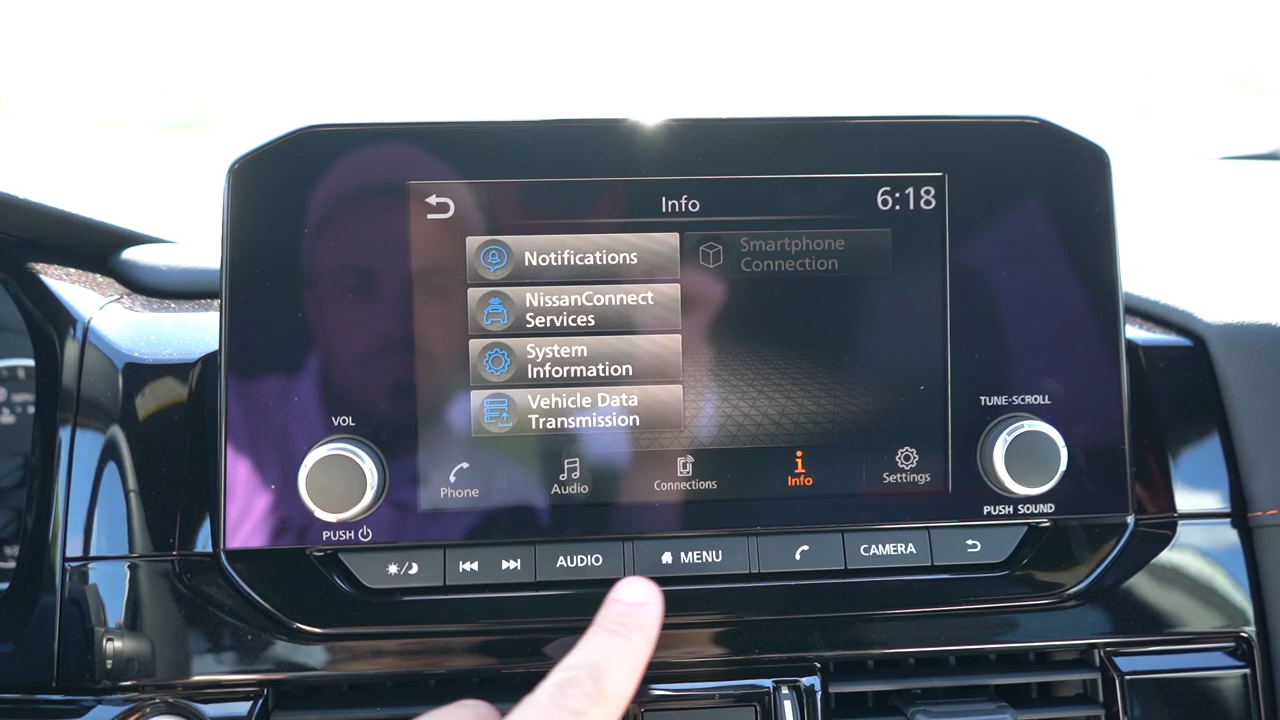 Info
6:18
Notifications
Smartphone
Connection
NissanConnect
Services
System
Information
Vehicle Data
Transmission
Phone
Audio
Connections
Info
Settings
VOL
PUSH
TUNE-SCROLL
PUSH SOUND
AUDIO
MENU
CAMERA